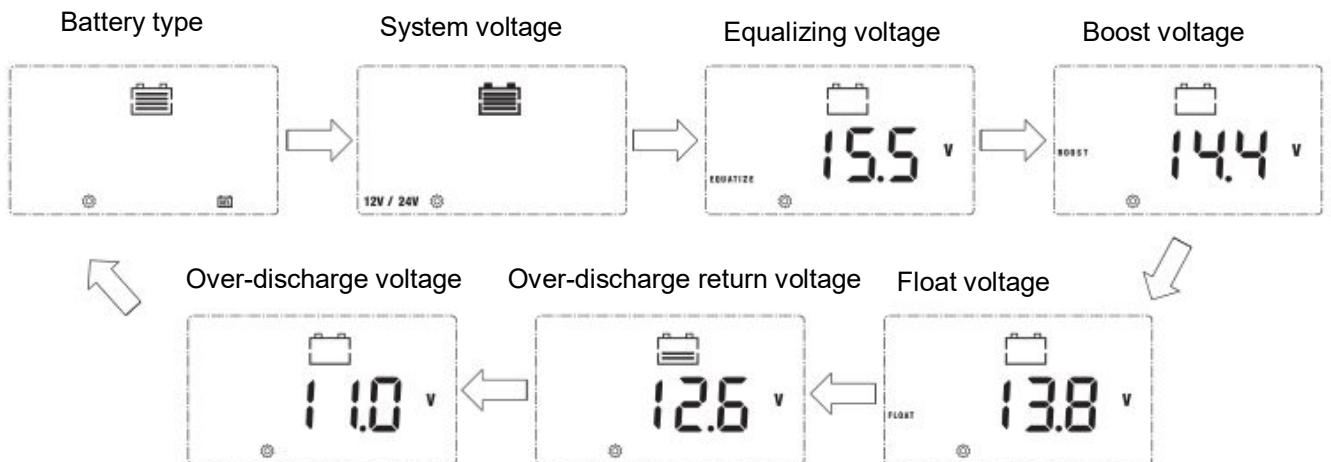 Battery type
System voltage
Equalizing voltage
Boost voltage
12V / 24V
EQUATIZE
15.5 V
BOOST
14.4 V
Over-discharge voltage
Over-discharge return voltage
Float voltage
11.0 V
12.6 V
FLOAT
13.8 V